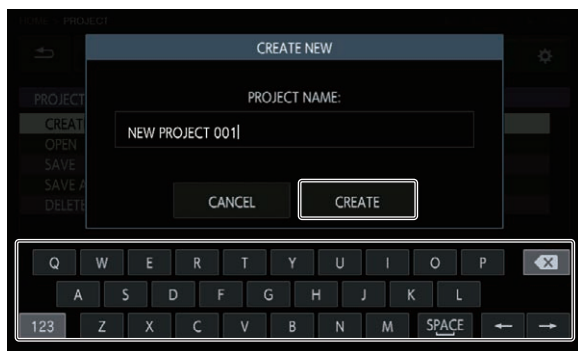 HOME PROJECT
CREATE NEW
PROJECT
PROJECT NAME:
CREAT
NEW PROJECT 001
OPEN
SAVE
SAVE A
DELETE
CANCEL
CREATE
Q W E R T Y U I O P
A S D F G H J K L
123 Z X C V B N M SPACE ← →